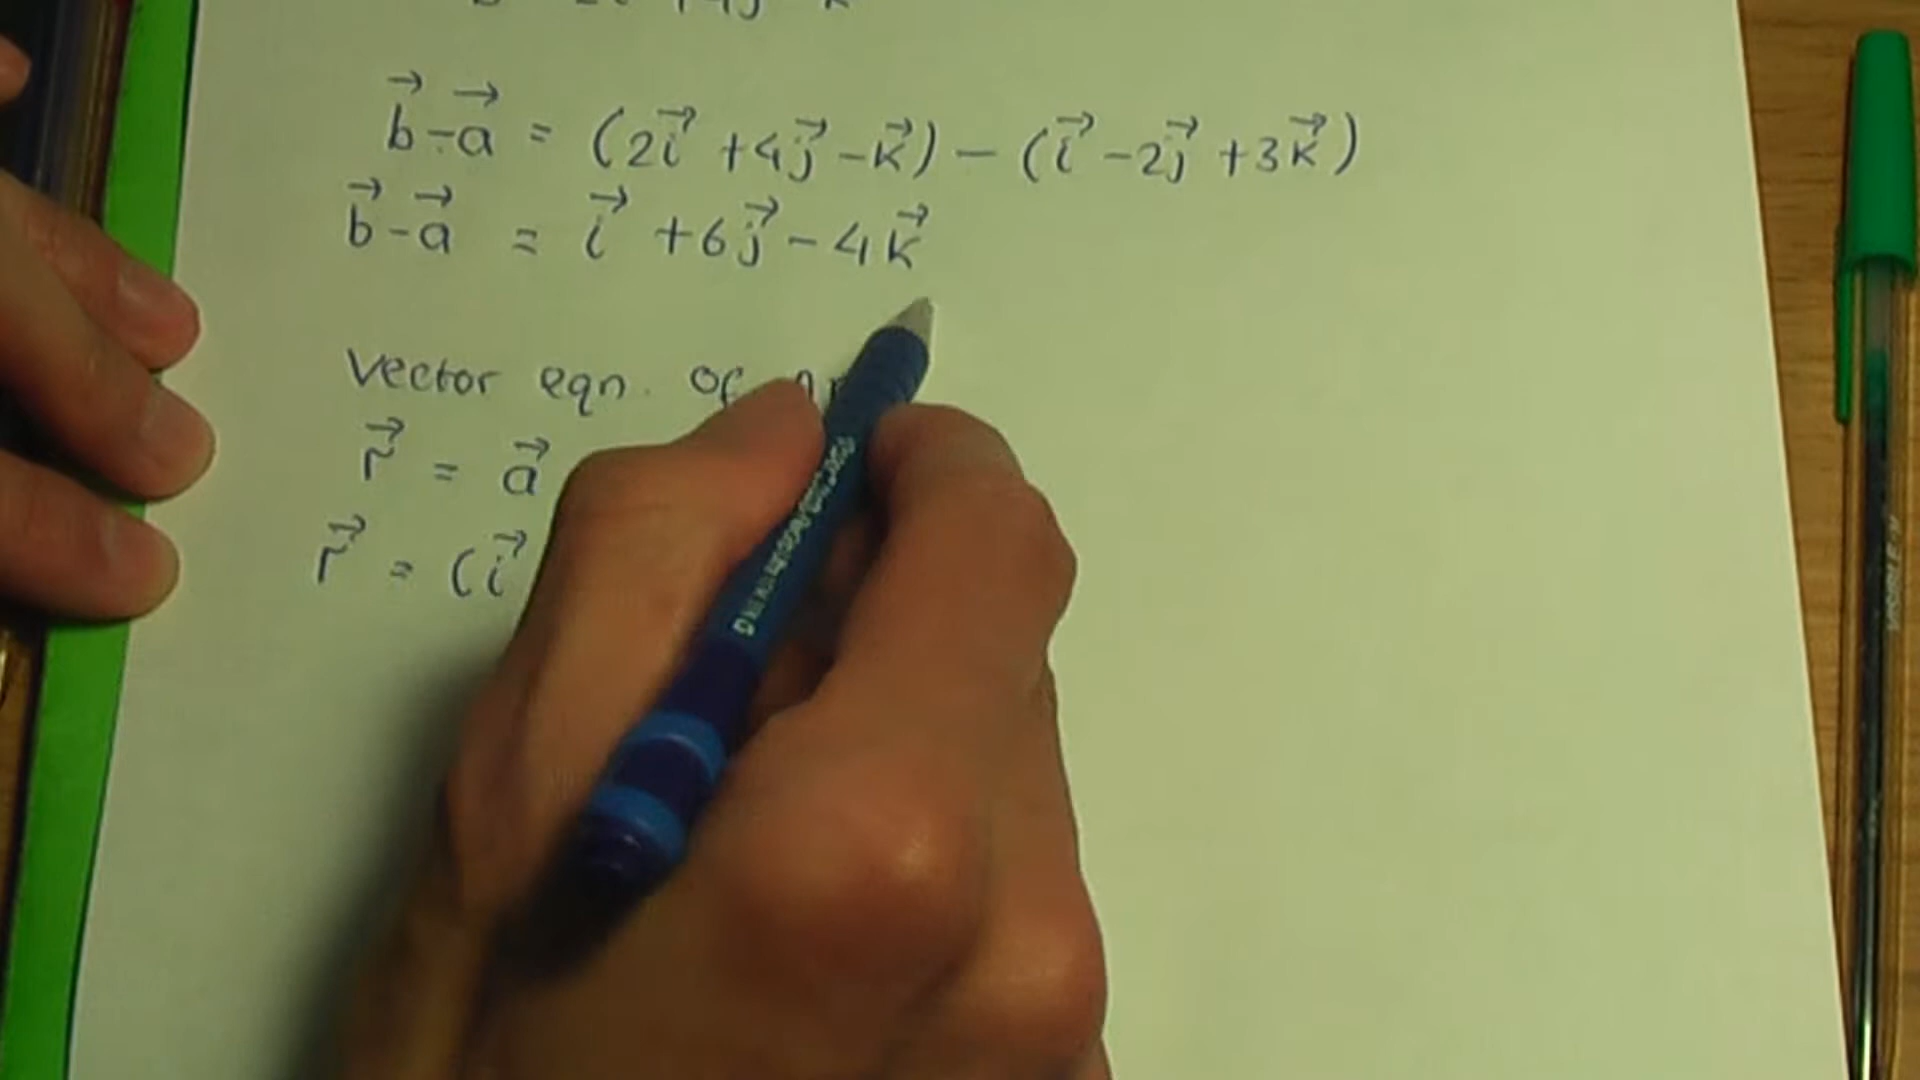 b⃗-a⃗ = (2i⃗ +4j⃗ -k⃗) - (i⃗ -2j⃗ +3k⃗)
b⃗-a⃗ = i⃗ +6j⃗ -4k⃗
vector eqn. of
r⃗ = a⃗
r⃗ = (i⃗